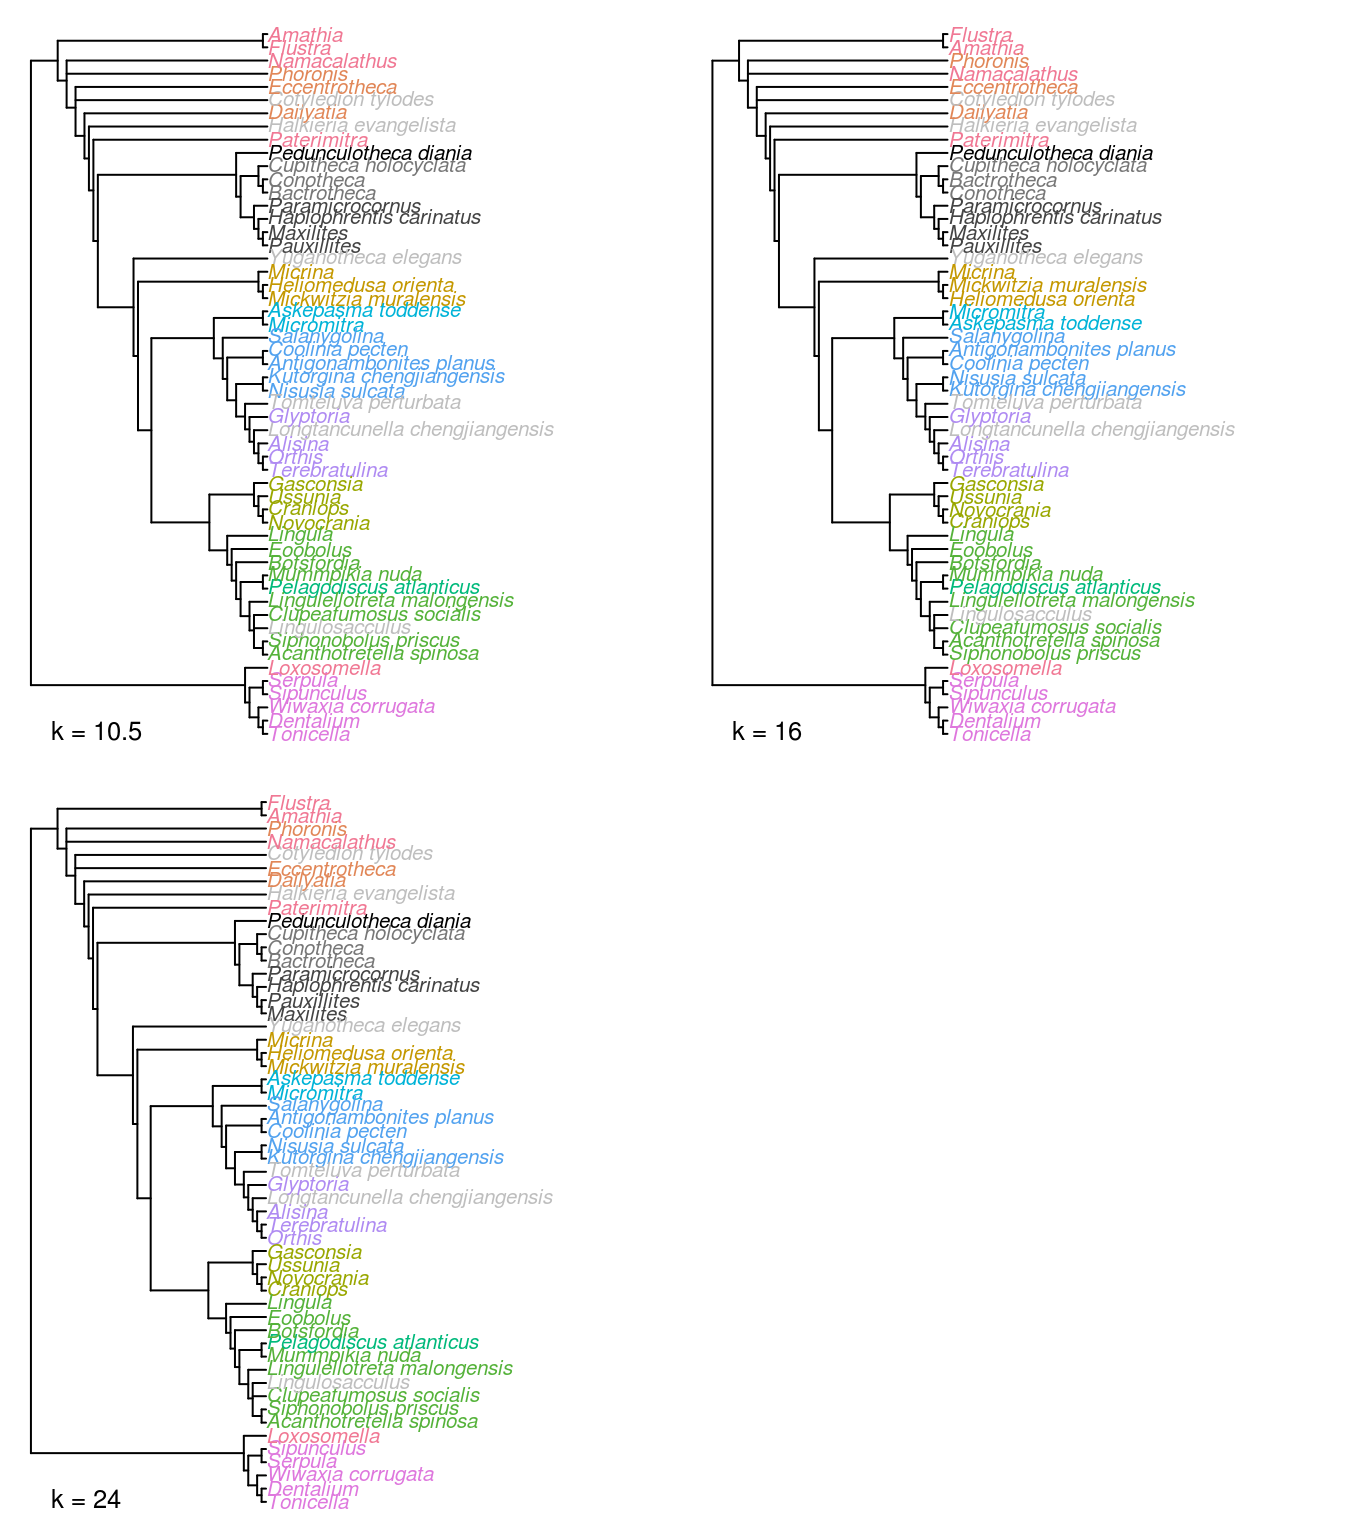 Amathia
Flustra
Namacalathus
Phoronis
Eccentrotheca
Cotyledion tylodes
Dailyatia
Halkieria evangelista
Paterimitra
Pedunculotheca diania
Cupitheca holocyclata
Conotheca
Bactrotheca
Paramicrocornus
Haplophrentis carinatus
Maxilites
Pauxillites
Yuganotheca elegans
Micrina
Heliomedusa orienta
Mickwitzia muralensis
Askepasma toddense
Micromitra
Salanygolina
Coolinia pecten
Antigonambonites planus
Kutorgina chengjiangensis
Nisusia sulcata
Tomteluva perturbata
Glyptoria
Longtancunella chengjiangensis
Alisina
Orthis
Terebratulina
Gasconsia
Ussunia
Craniops
Novocrania
Lingula
Eoobolus
Botsfordia
Mummpikia nuda
Pelagodiscus atlanticus
Lingulellotreta malongensis
Clupeafumosus socialis
Lingulosacculus
Siphonobolus priscus
Acanthotretella spinosa
Loxosomella
Serpula
Sipunculus
Wiwaxia corrugata
Dentalium
Tonicella
k = 10.5
Flustra
Amathia
Phoronis
Namacalathus
Eccentrotheca
Cotyledion tylodes
Dailyatia
Halkieria evangelista
Paterimitra
Pedunculotheca diania
Cupitheca holocyclata
Bactrotheca
Conotheca
Paramicrocornus
Haplophrentis carinatus
Maxilites
Pauxillites
Yuganotheca elegans
Micrina
Mickwitzia muralensis
Heliomedusa orienta
Micromitra
Askepasma toddense
Salanygolina
Antigonambonites planus
Coolinia pecten
Nisusia sulcata
Kutorgina chengjiangensis
Tomteluva perturbata
Glyptoria
Longtancunella chengjiangensis
Alisina
Orthis
Terebratulina
Gasconsia
Ussunia
Novocrania
Craniops
Lingula
Eoobolus
Botsfordia
Mummpikia nuda
Pelagodiscus atlanticus
Lingulellotreta malongensis
Lingulosacculus
Clupeafumosus socialis
Acanthotretella spinosa
Siphonobolus priscus
Loxosomella
Serpula
Sipunculus
Wiwaxia corrugata
Dentalium
Tonicella
k = 16
Flustra
Amathia
Phoronis
Namacalathus
Cotyledion tylodes
Eccentrotheca
Dailyatia
Halkieria evangelista
Paterimitra
Pedunculotheca diania
Cupitheca holocyclata
Conotheca
Bactrotheca
Paramicrocornus
Haplophrentis carinatus
Pauxillites
Maxilites
Yuganotheca elegans
Micrina
Heliomedusa orienta
Mickwitzia muralensis
Askepasma toddense
Micromitra
Salanygolina
Antigonambonites planus
Coolinia pecten
Nisusia sulcata
Kutorgina chengjiangensis
Tomteluva perturbata
Glyptoria
Longtancunella chengjiangensis
Alisina
Terebratulina
Orthis
Gasconsia
Ussunia
Novocrania
Craniops
Lingula
Eoobolus
Botsfordia
Pelagodiscus atlanticus
Mummpikia nuda
Lingulellotreta malongensis
Lingulosacculus
Clupeafumosus socialis
Siphonobolus priscus
Acanthotretella spinosa
Loxosomella
Sipunculus
Serpula
Wiwaxia corrugata
Dentalium
Tonicella
k = 24